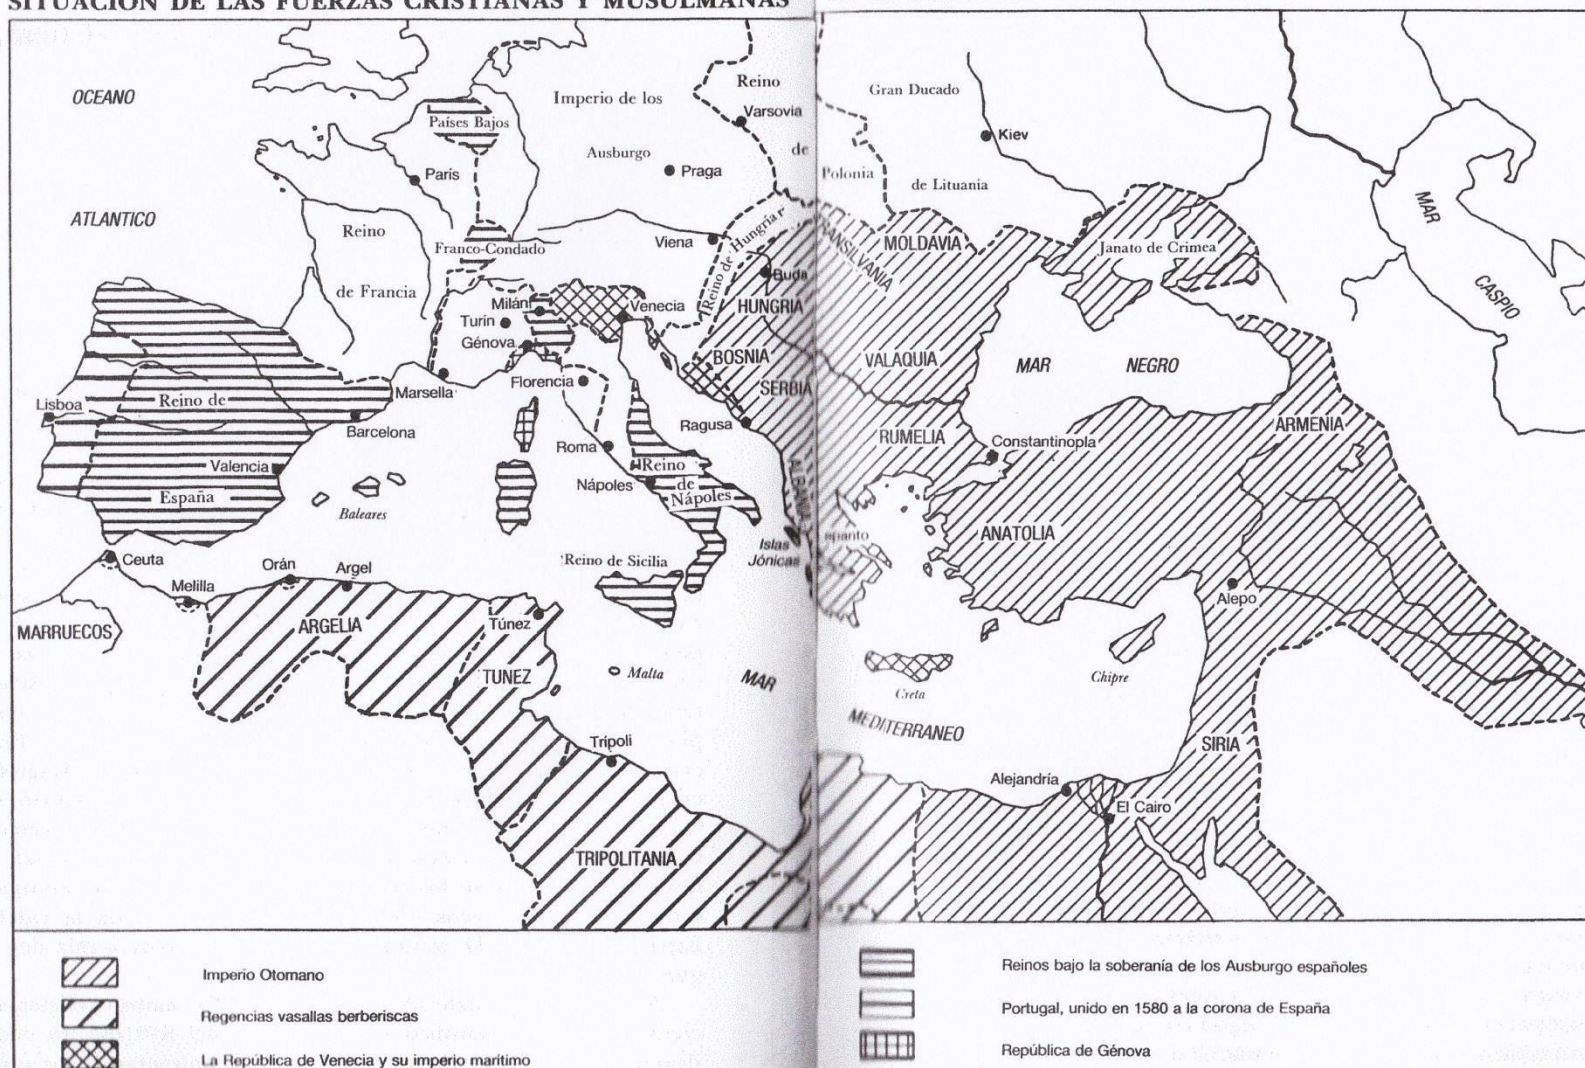 SITUACIÓN DE LAS FUERZAS CRISTIANAS Y MUSULMANAS
OCEANO
ATLANTICO
Países Bajos
París
Reino
de Francia
Franco-Condado
Imperio de los
Ausburgo
Praga
Viena
Reino
Varsovia
de
Polonia
Gran Ducado
de Lituania
Kiev
MAR
CASPIO
Reino de Hungría
Buda
HUNGRIA
TRANSILVANIA
MOLDAVIA
Janato de Crimea
Milán
Turín
Génova
Venecia
Marsella
Florencia
BOSNIA
SERBIA
VALAQUIA
MAR
NEGRO
Lisboa
Reino de
España
Barcelona
Valencia
Baleares
Roma
Nápoles
Reino
de
Nápoles
Ragusa
ALBANIA
RUMELIA
Constantinopla
ARMENIA
ANATOLIA
Islas
Jónicas
epanto
Reino de Sicilia
Ceuta
Melilla
Orán
Argel
MARRUECOS
ARGELIA
Túnez
TUNEZ
Malta
MAR
MEDITERRANEO
Creta
Chipre
Alepo
SIRIA
Trípoli
TRIPOLITANIA
Alejandría
El Cairo
Imperio Otomano
Regencias vasallas berberiscas
La República de Venecia y su imperio marítimo
Reinos bajo la soberanía de los Ausburgo españoles
Portugal, unido en 1580 a la corona de España
República de Génova